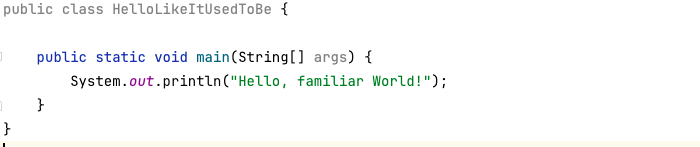 public class HelloLikeItUsedToBe {
    public static void main(String[] args) {
        System.out.println("Hello, familiar World!");
    }
}